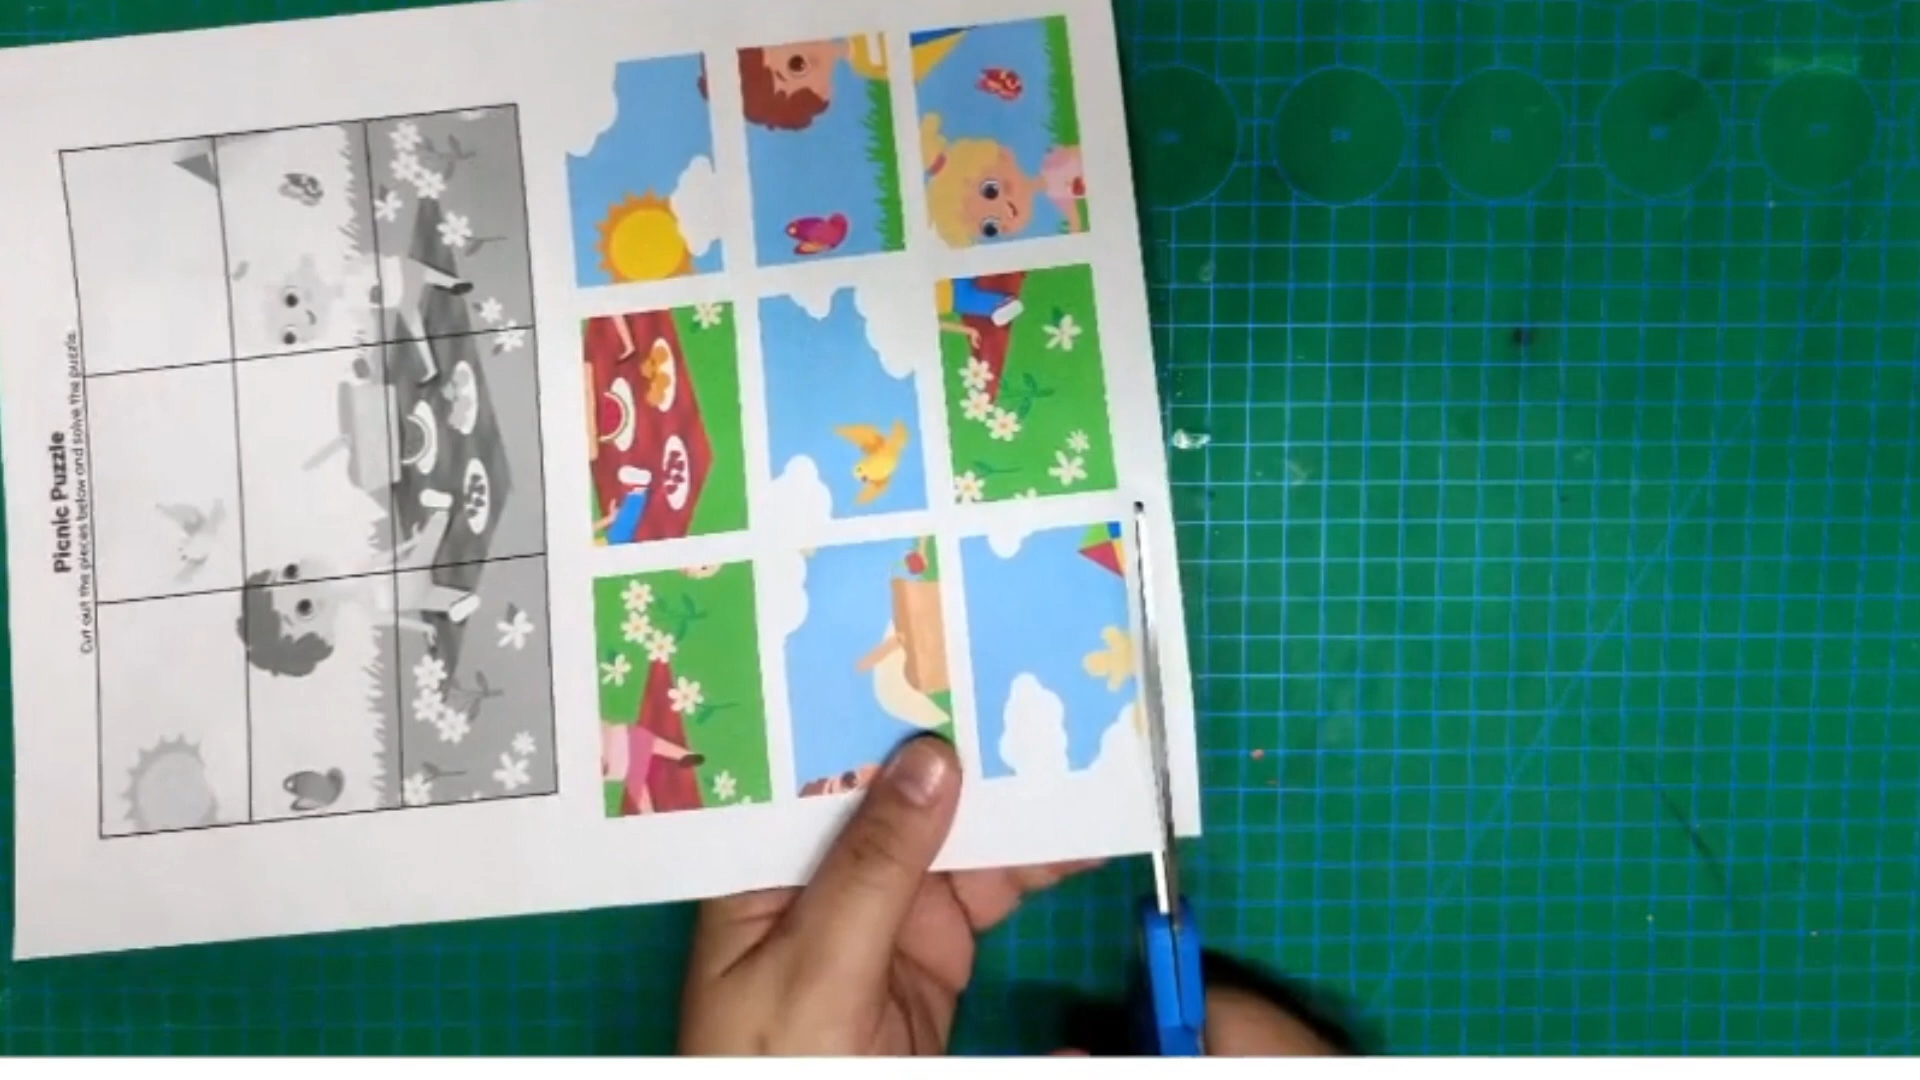 Picnic Puzzle
Cut out the pieces below and solve the puzzle.